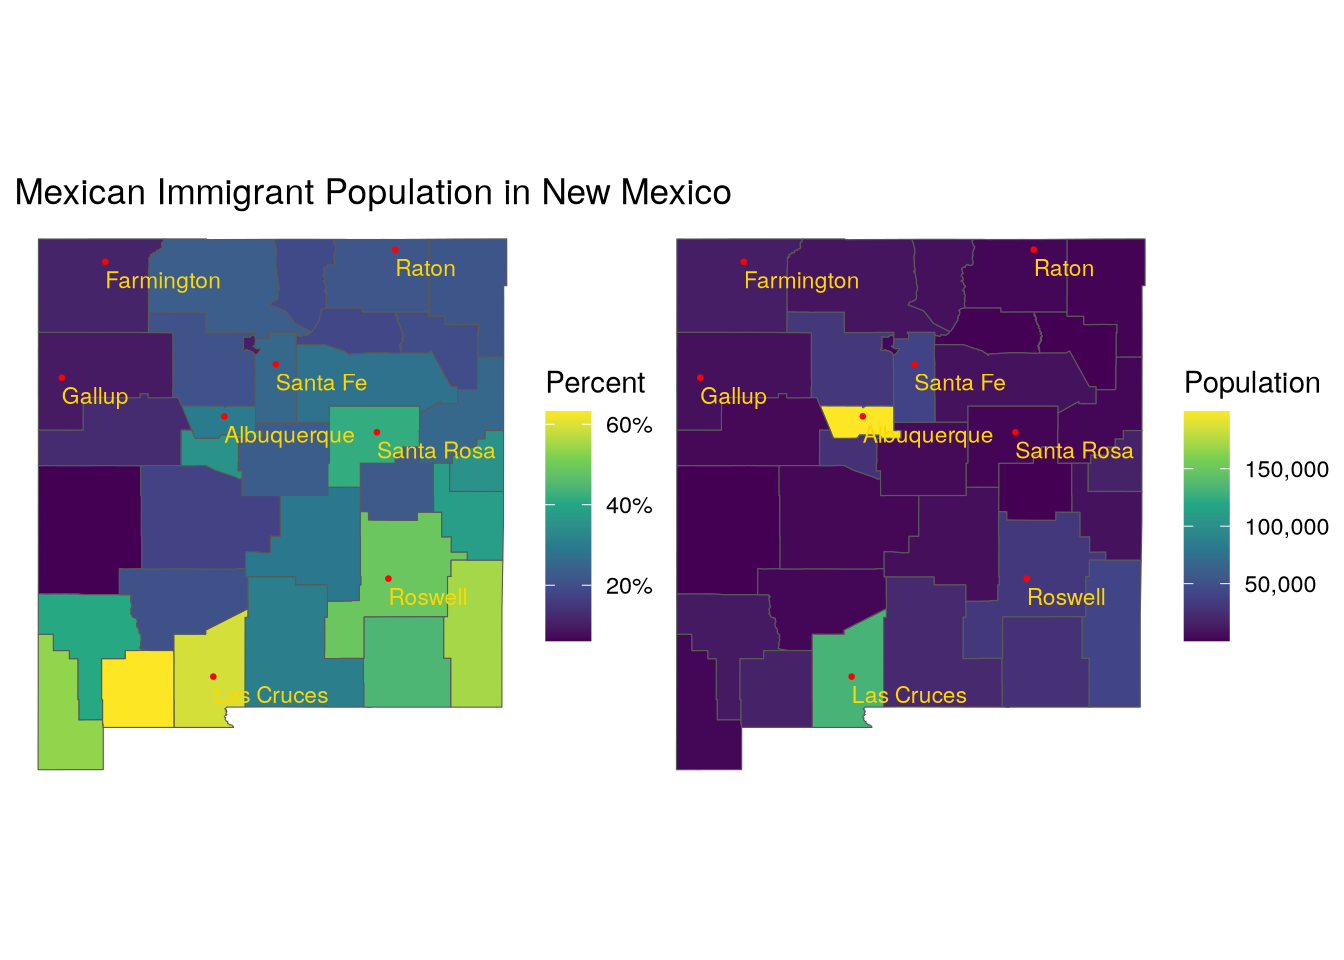 Mexican Immigrant Population in New Mexico
Farmington
Raton
Gallup
Santa Fe
Albuquerque
Santa Rosa
Roswell
Las Cruces
Percent
60%
40%
20%
Farmington
Raton
Gallup
Santa Fe
Albuquerque
Santa Rosa
Roswell
Las Cruces
Population
150,000
100,000
50,000